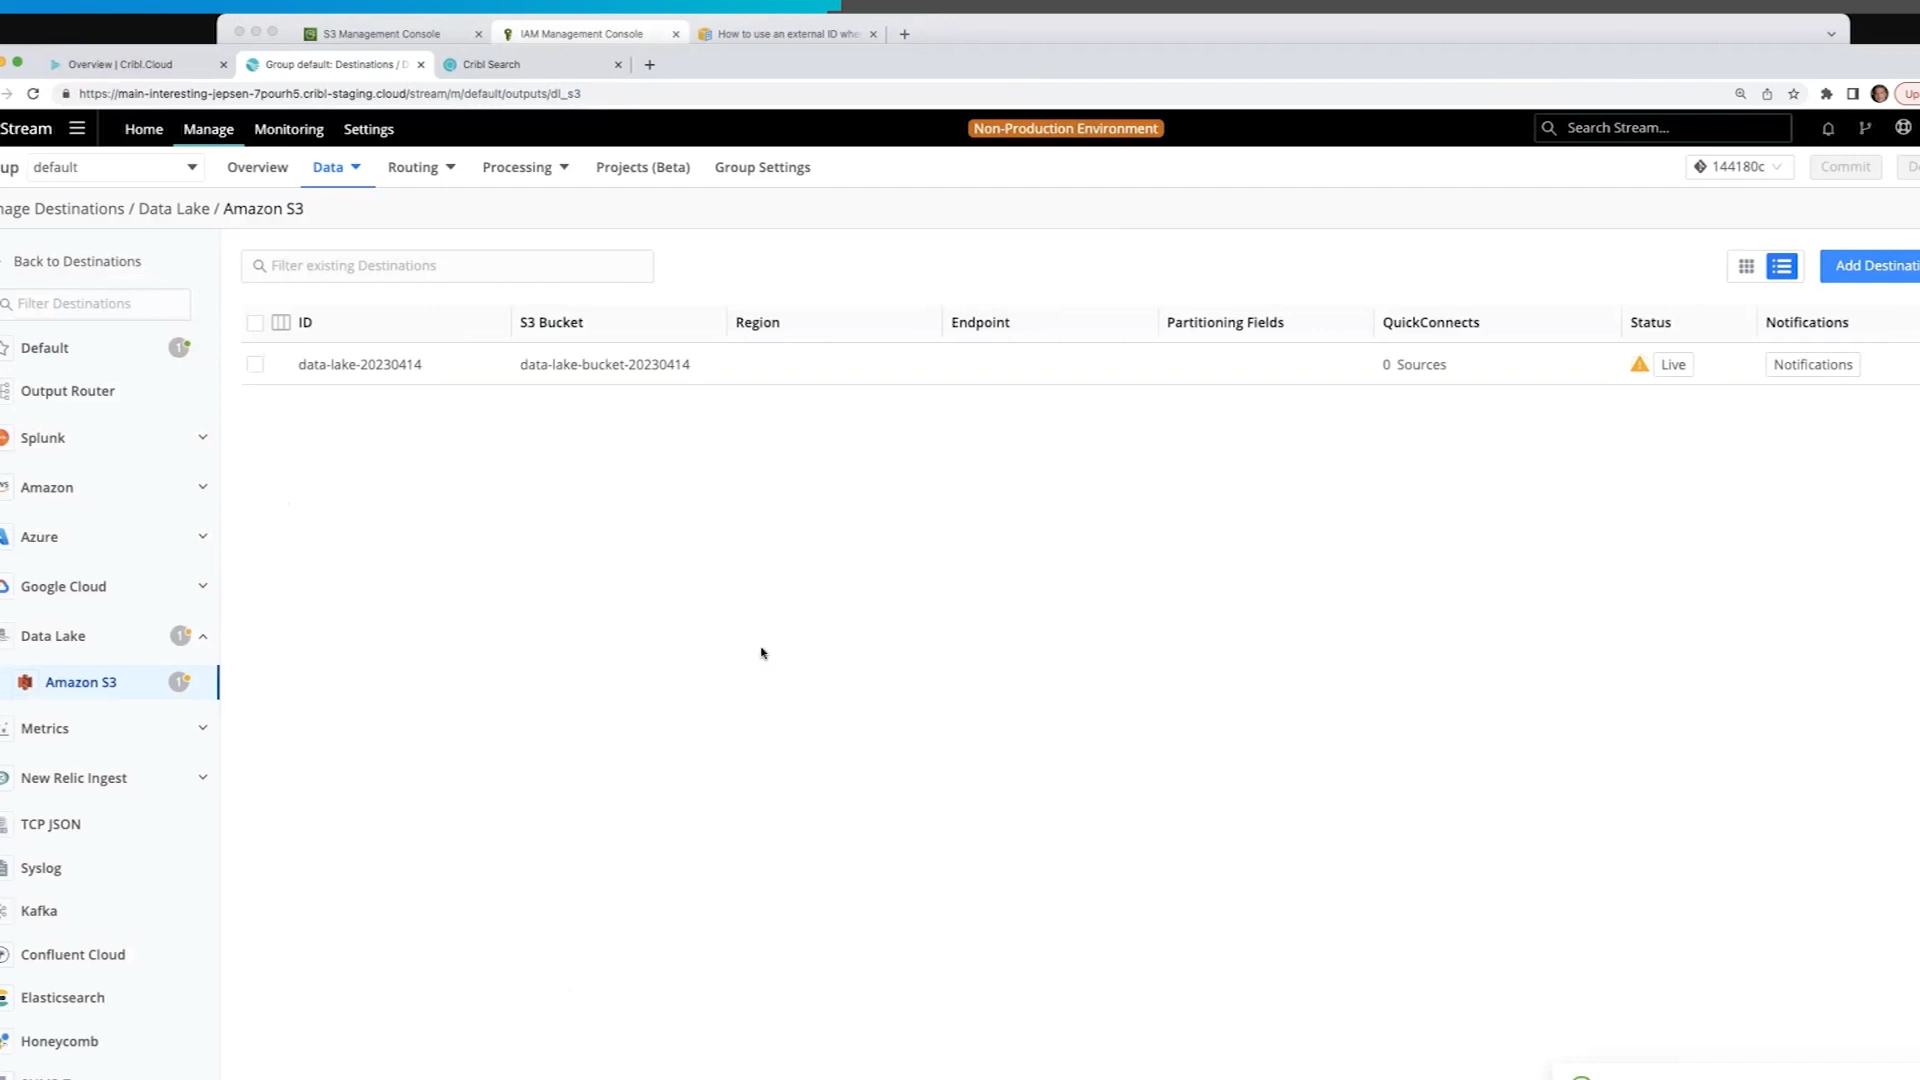 S3 Management Console
IAM Management Console
How to use an external ID whe
Overview | Cribl.Cloud
Group default: Destinations / D
Cribl Search
https://main-interesting-jepsen-7pourh5.cribl-staging.cloud/stream/m/default/outputs/dl_s3
Up
Stream
Home
Manage
Monitoring
Settings
Non-Production Environment
Search Stream...
up
default
Overview
Data
Routing
Processing
Projects (Beta)
Group Settings
144180c
Commit
D
nage Destinations / Data Lake / Amazon S3
Back to Destinations
Filter existing Destinations
Add Destinati
Filter Destinations
ID
S3 Bucket
Region
Endpoint
Partitioning Fields
QuickConnects
Status
Notifications
data-lake-20230414
data-lake-bucket-20230414
0 Sources
Live
Notifications
Default
1
Output Router
Splunk
Amazon
Azure
Google Cloud
Data Lake
1
Amazon S3
1
Metrics
New Relic Ingest
TCP JSON
Syslog
Kafka
Confluent Cloud
Elasticsearch
Honeycomb